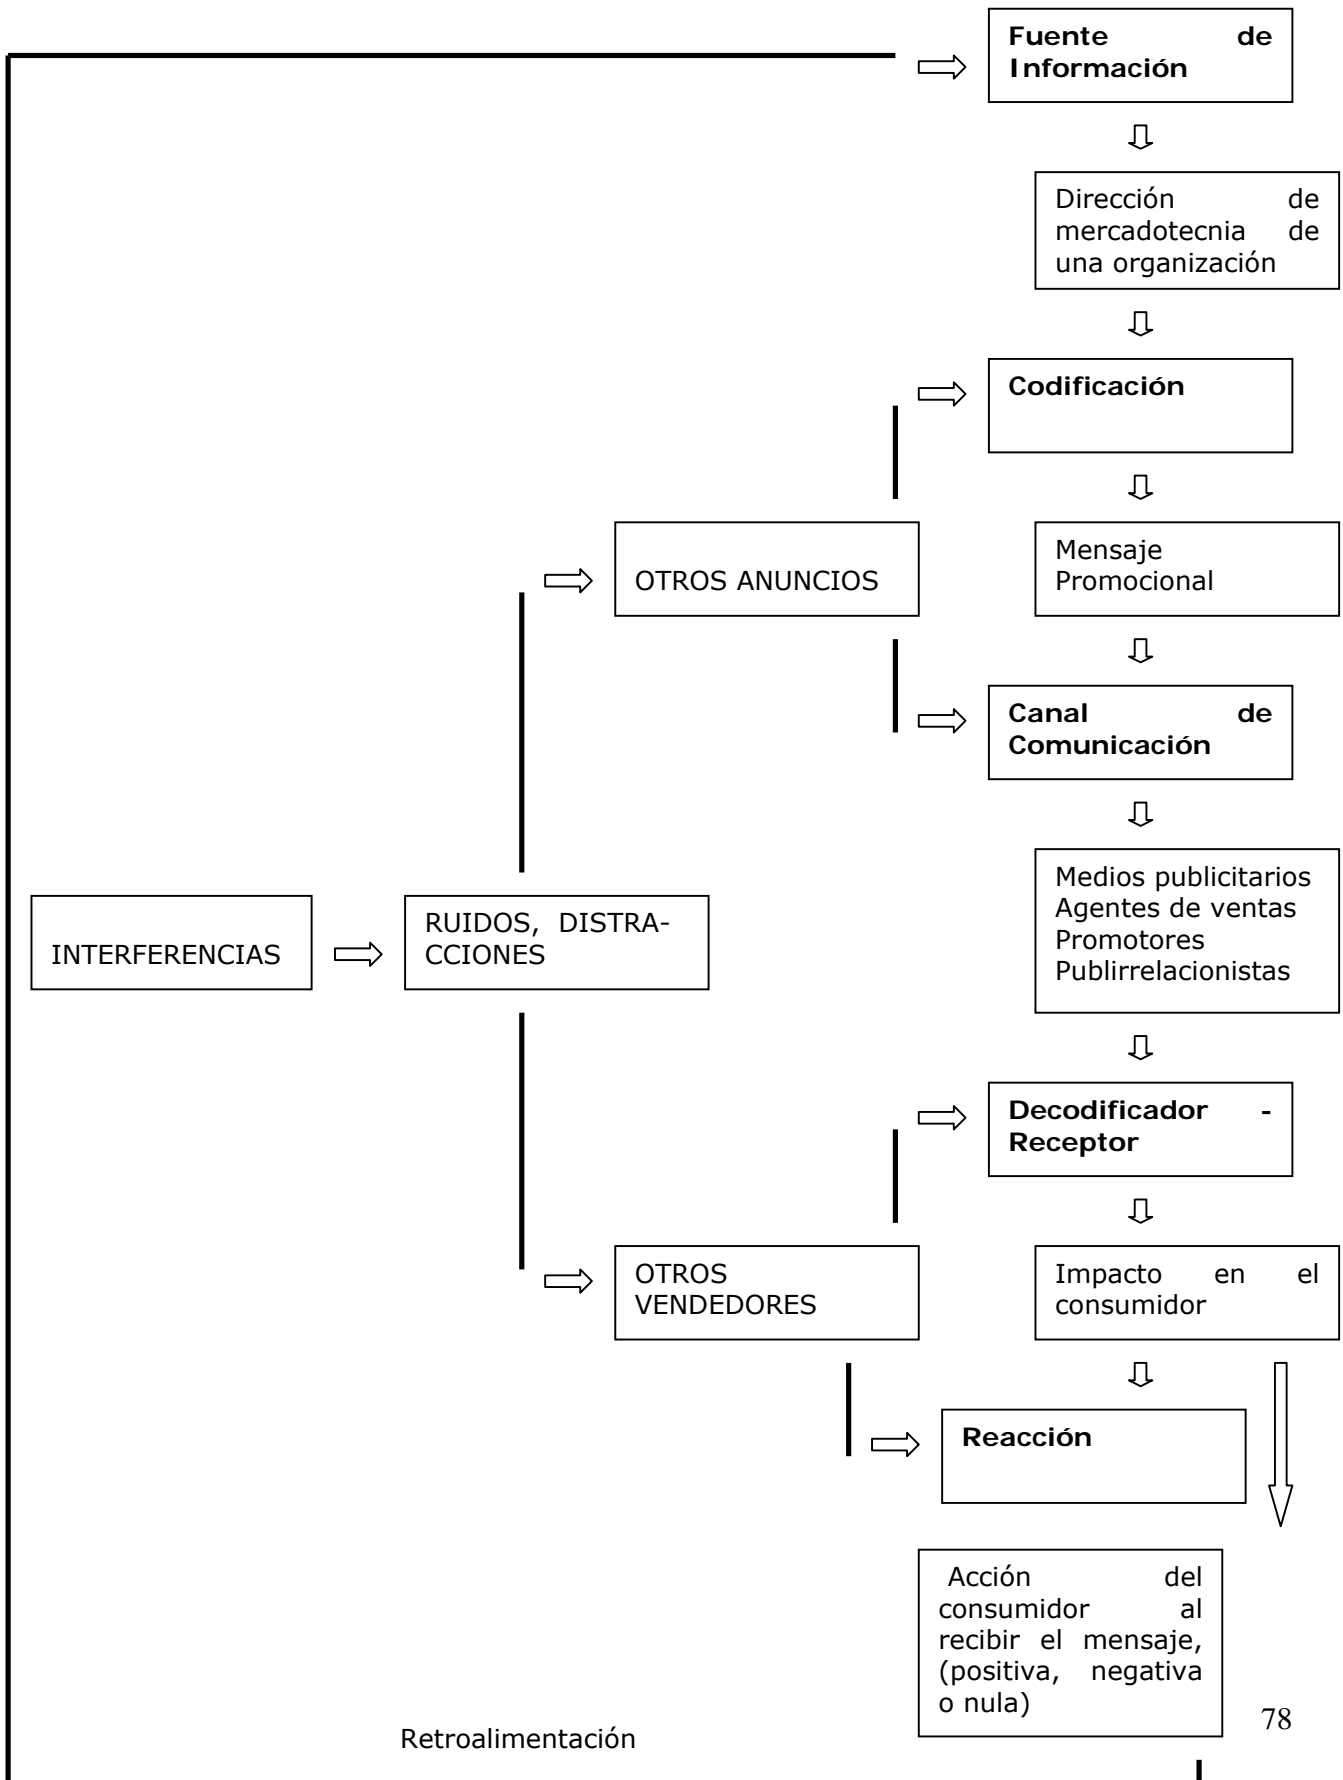 Fuente de
Información
Dirección de
mercadotecnia de
una organización
Codificación
OTROS ANUNCIOS
Mensaje
Promocional
Canal de
Comunicación
Medios publicitarios
Agentes de ventas
Promotores
Publirrelacionistas
INTERFERENCIAS
RUIDOS, DISTRA-
CCIONES
Decodificador -
Receptor
OTROS
VENDEDORES
Impacto en el
consumidor
Reacción
Acción del
consumidor al
recibir el mensaje,
(positiva, negativa
o nula)
Retroalimentación
78